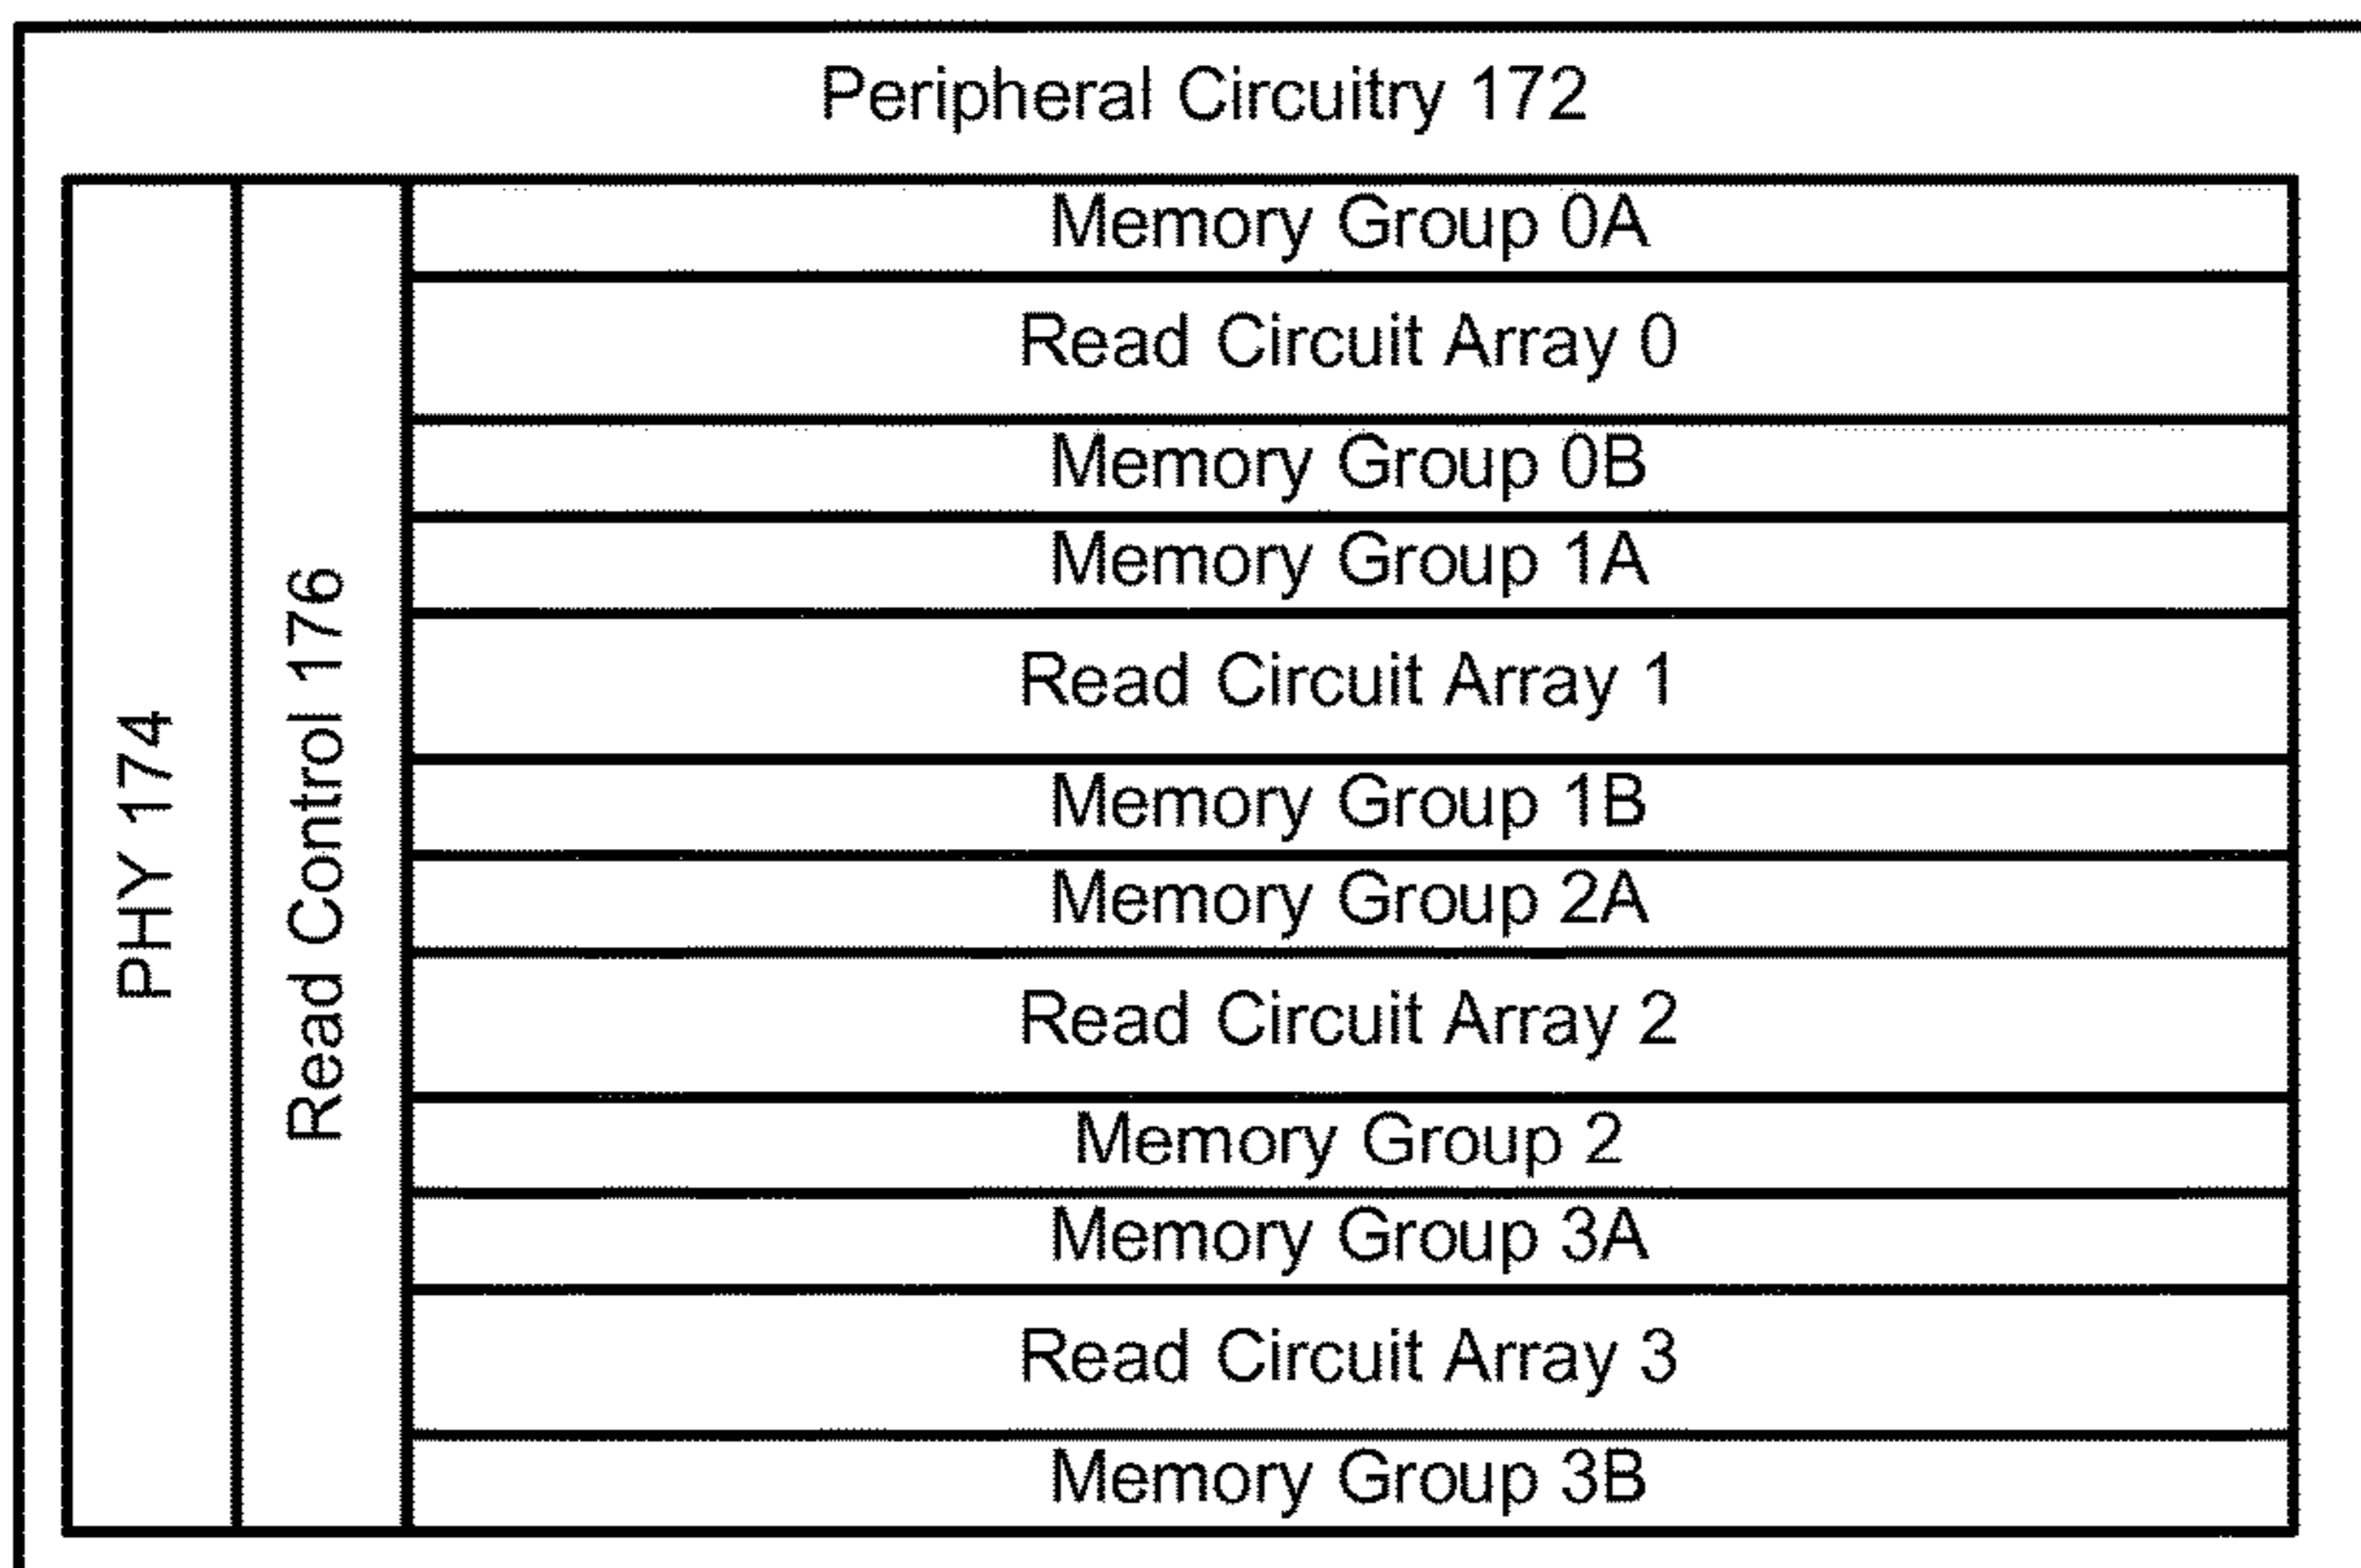 Peripheral Circuitry 172
PHY 174
Read Control 176
Memory Group 0A
Read Circuit Array 0
Memory Group 0B
Memory Group 1A
Read Circuit Array 1
Memory Group 1B
Memory Group 2A
Read Circuit Array 2
Memory Group 2
Memory Group 3A
Read Circuit Array 3
Memory Group 3B